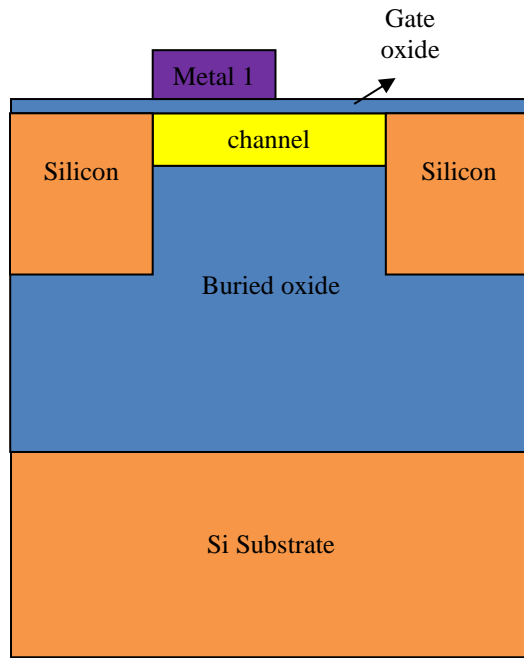 Gate
oxide
Metal 1
channel
Silicon
Silicon
Buried oxide
Si Substrate